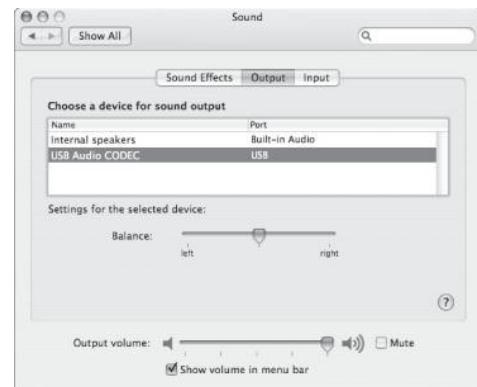 Sound
Show All
Sound Effects Output Input
Choose a device for sound output
Name Port
Internal speakers Built-in Audio
USB Audio CODEC USB
Settings for the selected device:
Balance:
left right
?
Output volume: Mute
Show volume in menu bar